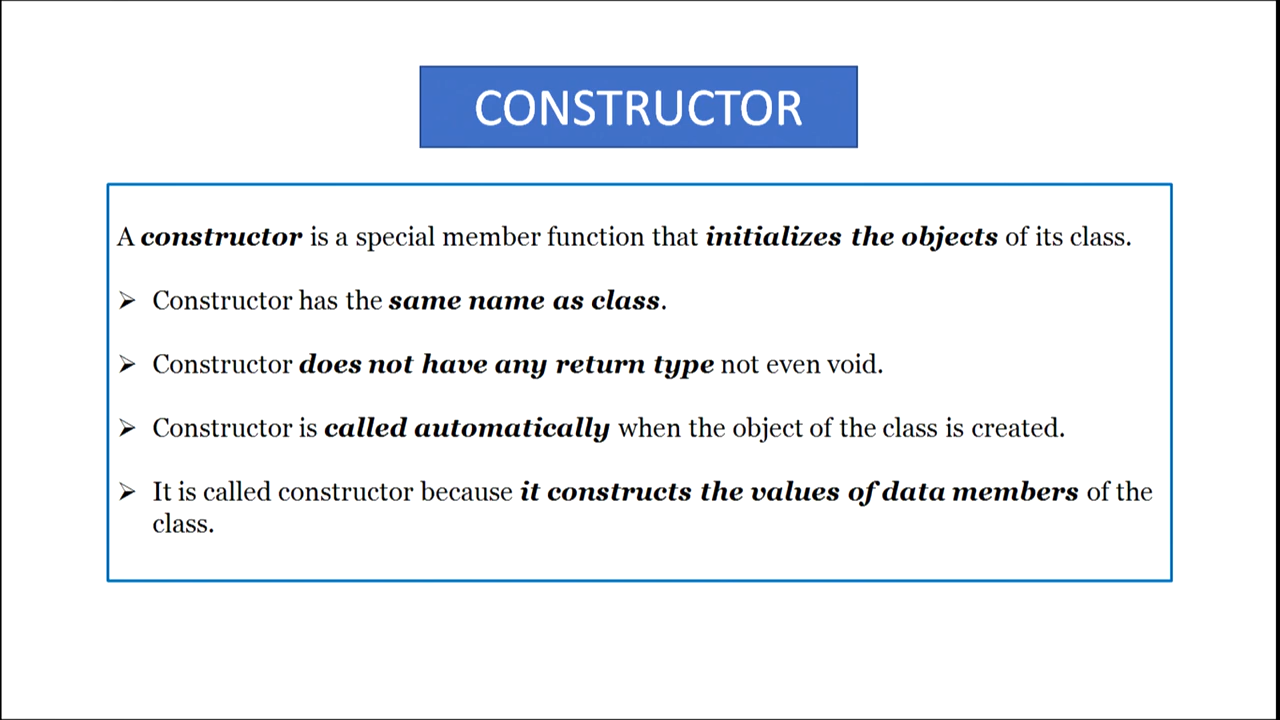 CONSTRUCTOR
A constructor is a special member function that initializes the objects of its class.
➢ Constructor has the same name as class.
➢ Constructor does not have any return type not even void.
➢ Constructor is called automatically when the object of the class is created.
➢ It is called constructor because it constructs the values of data members of the
class.